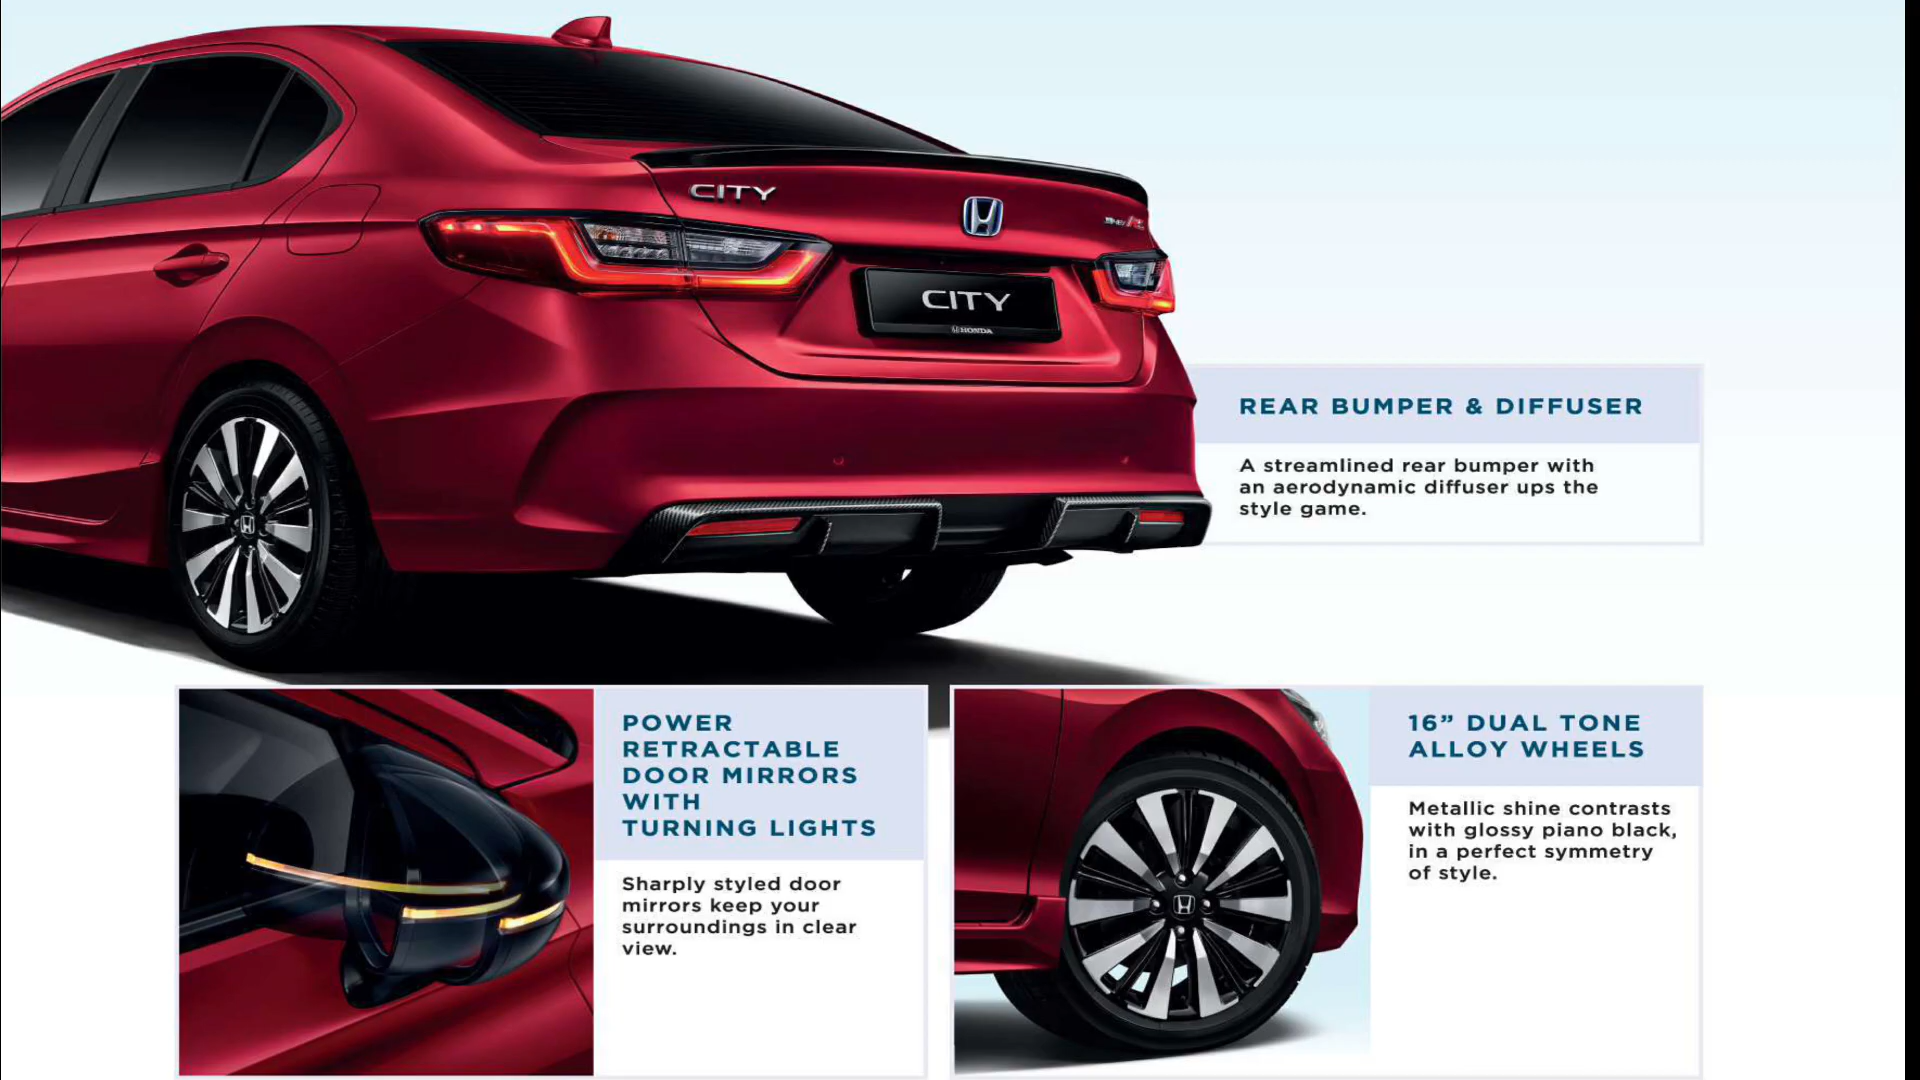 CITY
CITY
HONDA
REAR BUMPER & DIFFUSER
A streamlined rear bumper with
an aerodynamic diffuser ups the
style game.
POWER
RETRACTABLE
DOOR MIRRORS
WITH
TURNING LIGHTS
Sharply styled door
mirrors keep your
surroundings in clear
view.
16” DUAL TONE
ALLOY WHEELS
Metallic shine contrasts
with glossy piano black,
in a perfect symmetry
of style.